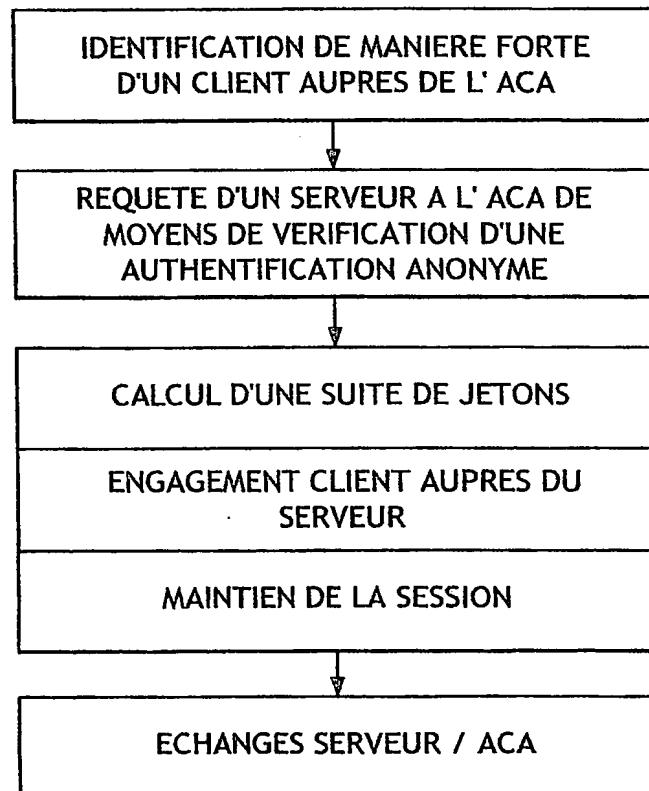 IDENTIFICATION DE MANIERE FORTE
D'UN CLIENT AUPRES DE L' ACA
REQUETE D'UN SERVEUR A L' ACA DE
MOYENS DE VERIFICATION D'UNE
AUTHENTIFICATION ANONYME
CALCUL D'UNE SUITE DE JETONS
ENGAGEMENT CLIENT AUPRES DU
SERVEUR
MAINTIEN DE LA SESSION
ECHANGES SERVEUR / ACA